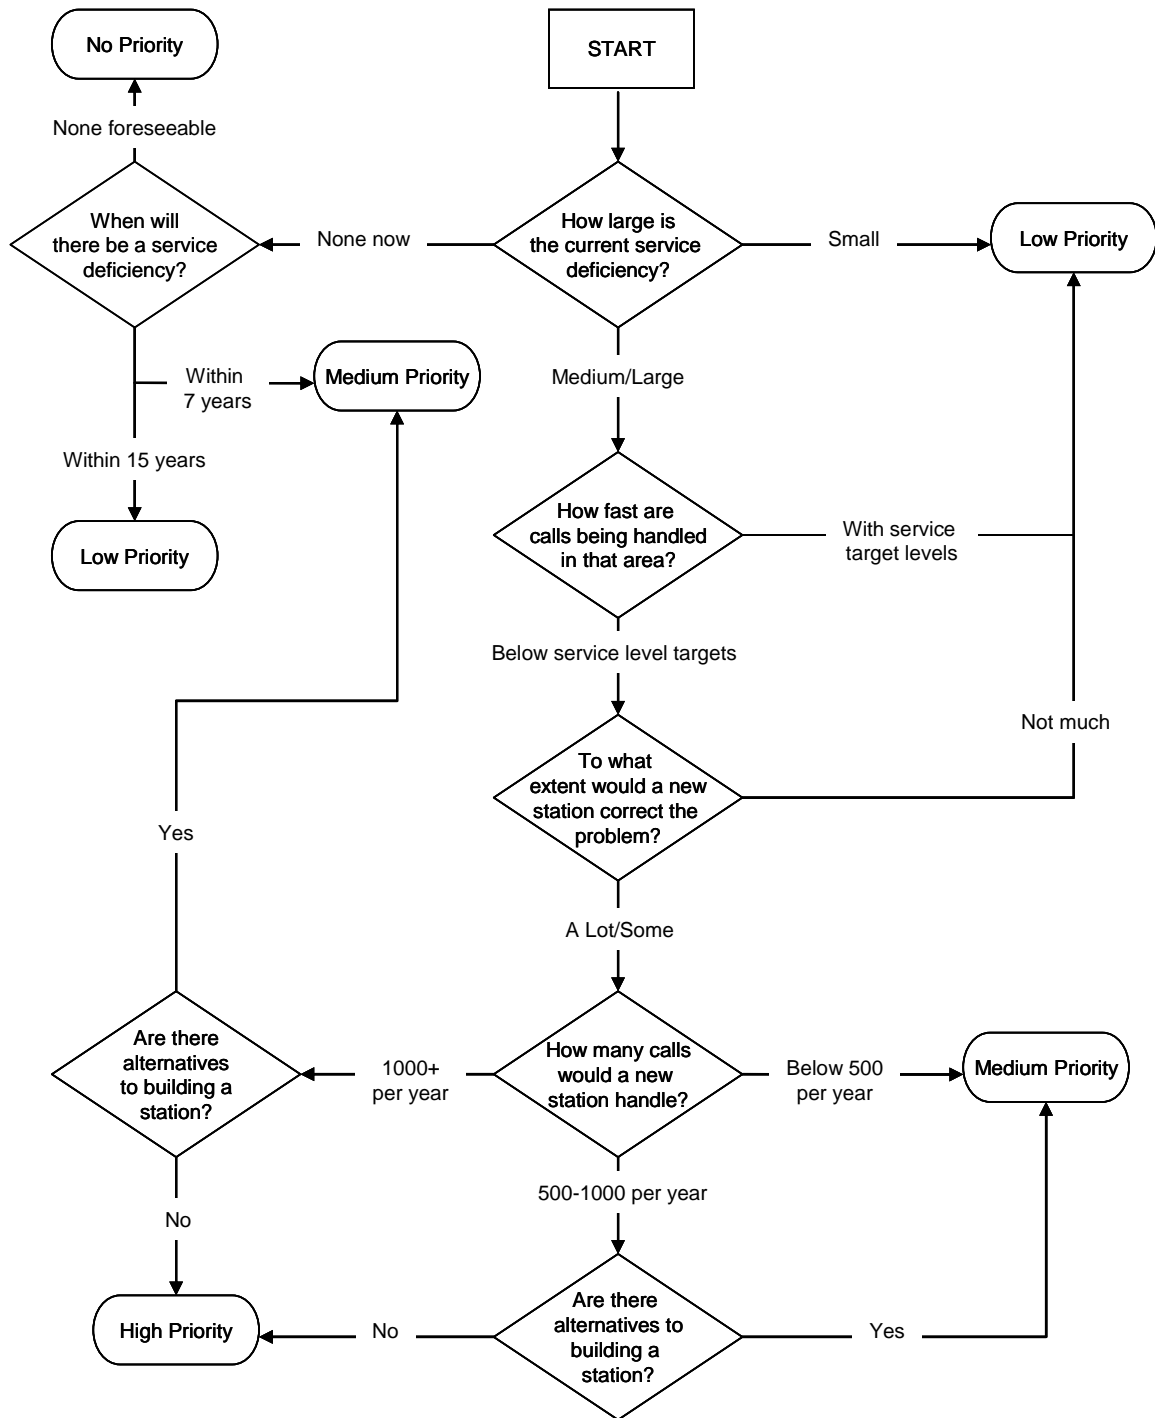 No Priority
START
None foreseeable
When will
there be a service
deficiency?
None now
How large is
the current service
deficiency?
Small
Low Priority
Within
7 years
Medium Priority
Medium/Large
Within 15 years
Low Priority
How fast are
calls being handled
in that area?
With service
target levels
Below service level targets
Not much
To what
extent would a new
station correct the
problem?
Yes
A Lot/Some
Are there
alternatives
to building a
station?
1000+
per year
How many calls
would a new
station handle?
Below 500
per year
Medium Priority
500-1000 per year
No
High Priority
No
Are there
alternatives to
building a
station?
Yes